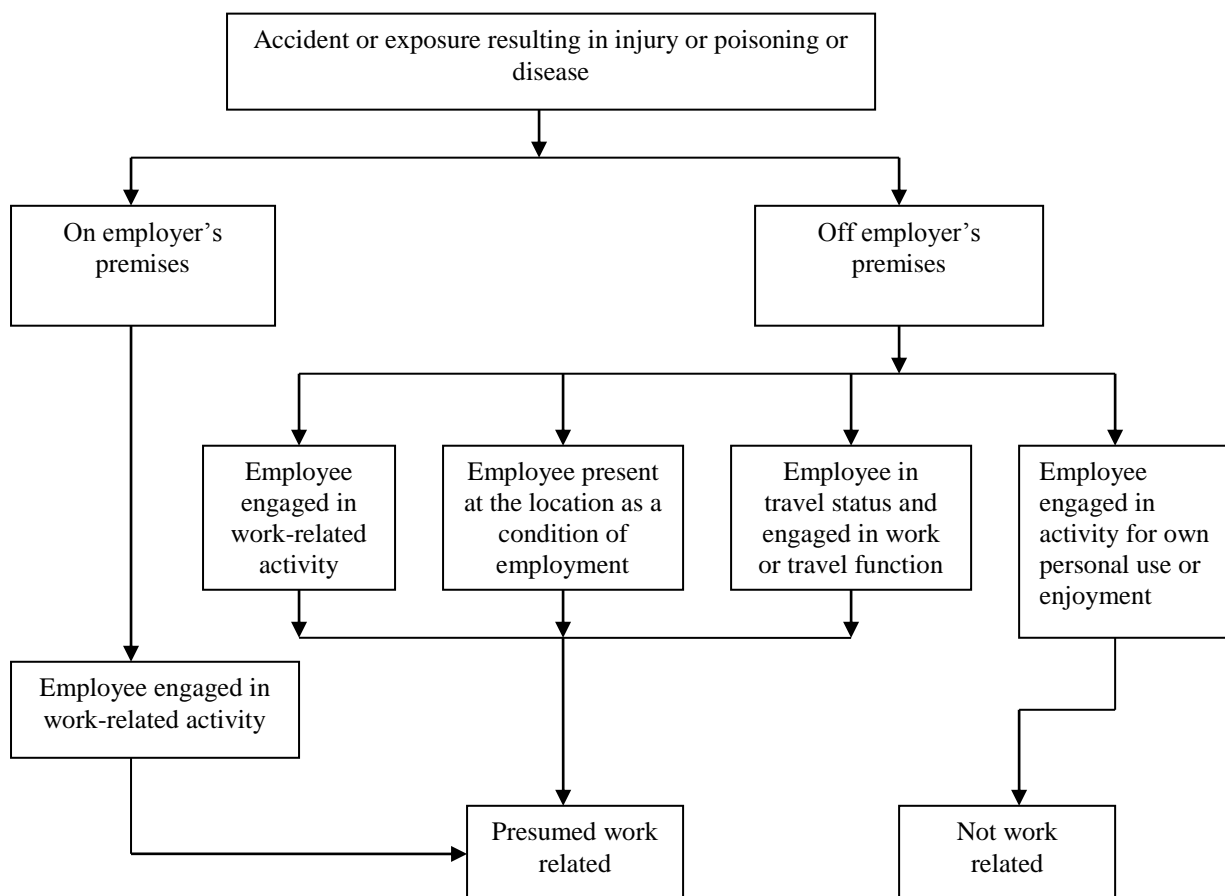 Accident or exposure resulting in injury or poisoning or
disease
On employer’s
premises
Off employer’s
premises
Employee
engaged in
work-related
activity
Employee present
at the location as a
condition of
employment
Employee in
travel status and
engaged in work
or travel function
Employee
engaged in
activity for own
personal use or
enjoyment
Employee engaged in
work-related activity
Presumed work
related
Not work
related